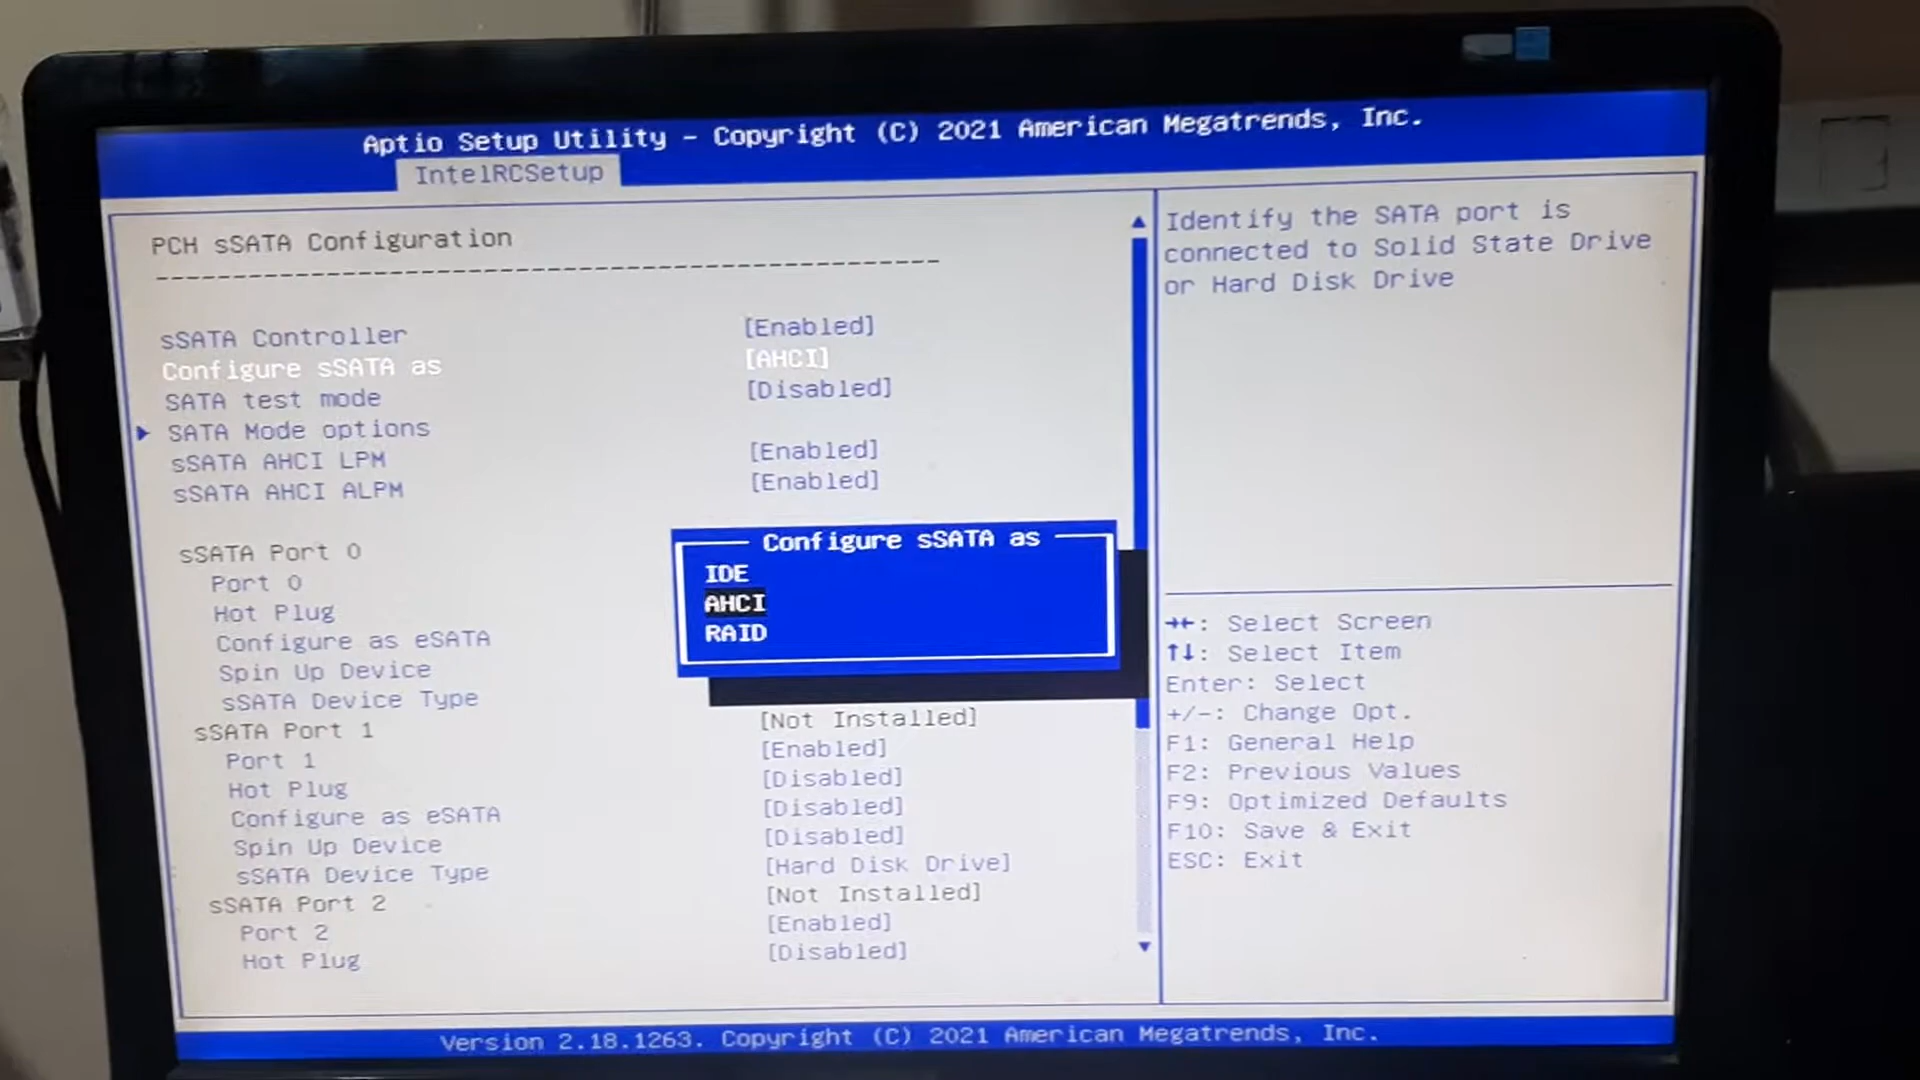 Aptio Setup Utility - Copyright (C) 2021 American Megatrends, Inc.
IntelRCSetup
PCH sSATA Configuration
--------------------------------------------------
sSATA Controller [Enabled]
Configure sSATA as [AHCI]
SATA test mode [Disabled]
SATA Mode options
sSATA AHCI LPM [Enabled]
sSATA AHCI ALPM [Enabled]
sSATA Port 0
Port 0
Hot Plug
Configure as eSATA
Spin Up Device
sSATA Device Type
sSATA Port 1 [Not Installed]
Port 1 [Enabled]
Hot Plug [Disabled]
Configure as eSATA [Disabled]
Spin Up Device [Disabled]
sSATA Device Type [Hard Disk Drive]
sSATA Port 2 [Not Installed]
Port 2 [Enabled]
Hot Plug [Disabled]
Configure sSATA as
IDE
AHCI
RAID
Identify the SATA port is
connected to Solid State Drive
or Hard Disk Drive
→←: Select Screen
↑↓: Select Item
Enter: Select
+/-: Change Opt.
F1: General Help
F2: Previous Values
F9: Optimized Defaults
F10: Save & Exit
ESC: Exit
Version 2.18.1263. Copyright (C) 2021 American Megatrends, Inc.